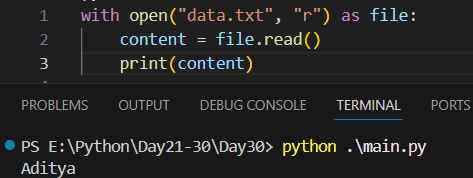 1 with open("data.txt", "r") as file:
2 content = file.read()
3 print(content)
PROBLEMS OUTPUT DEBUG CONSOLE TERMINAL PORTS
PS E:\Python\Day21-30\Day30> python .\main.py
Aditya